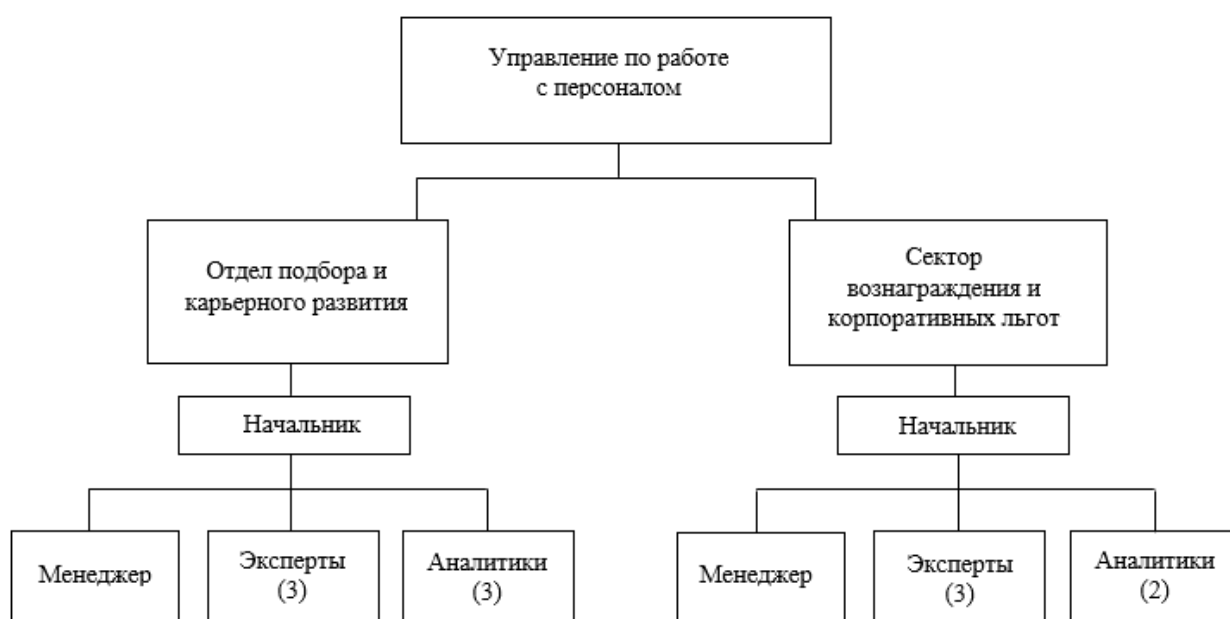 Управление по работе
с персоналом
Отдел подбора и
карьерного развития
Сектор
вознаграждения и
корпоративных льгот
Начальник
Начальник
Менеджер
Эксперты
(3)
Аналитики
(3)
Менеджер
Эксперты
(3)
Аналитики
(2)